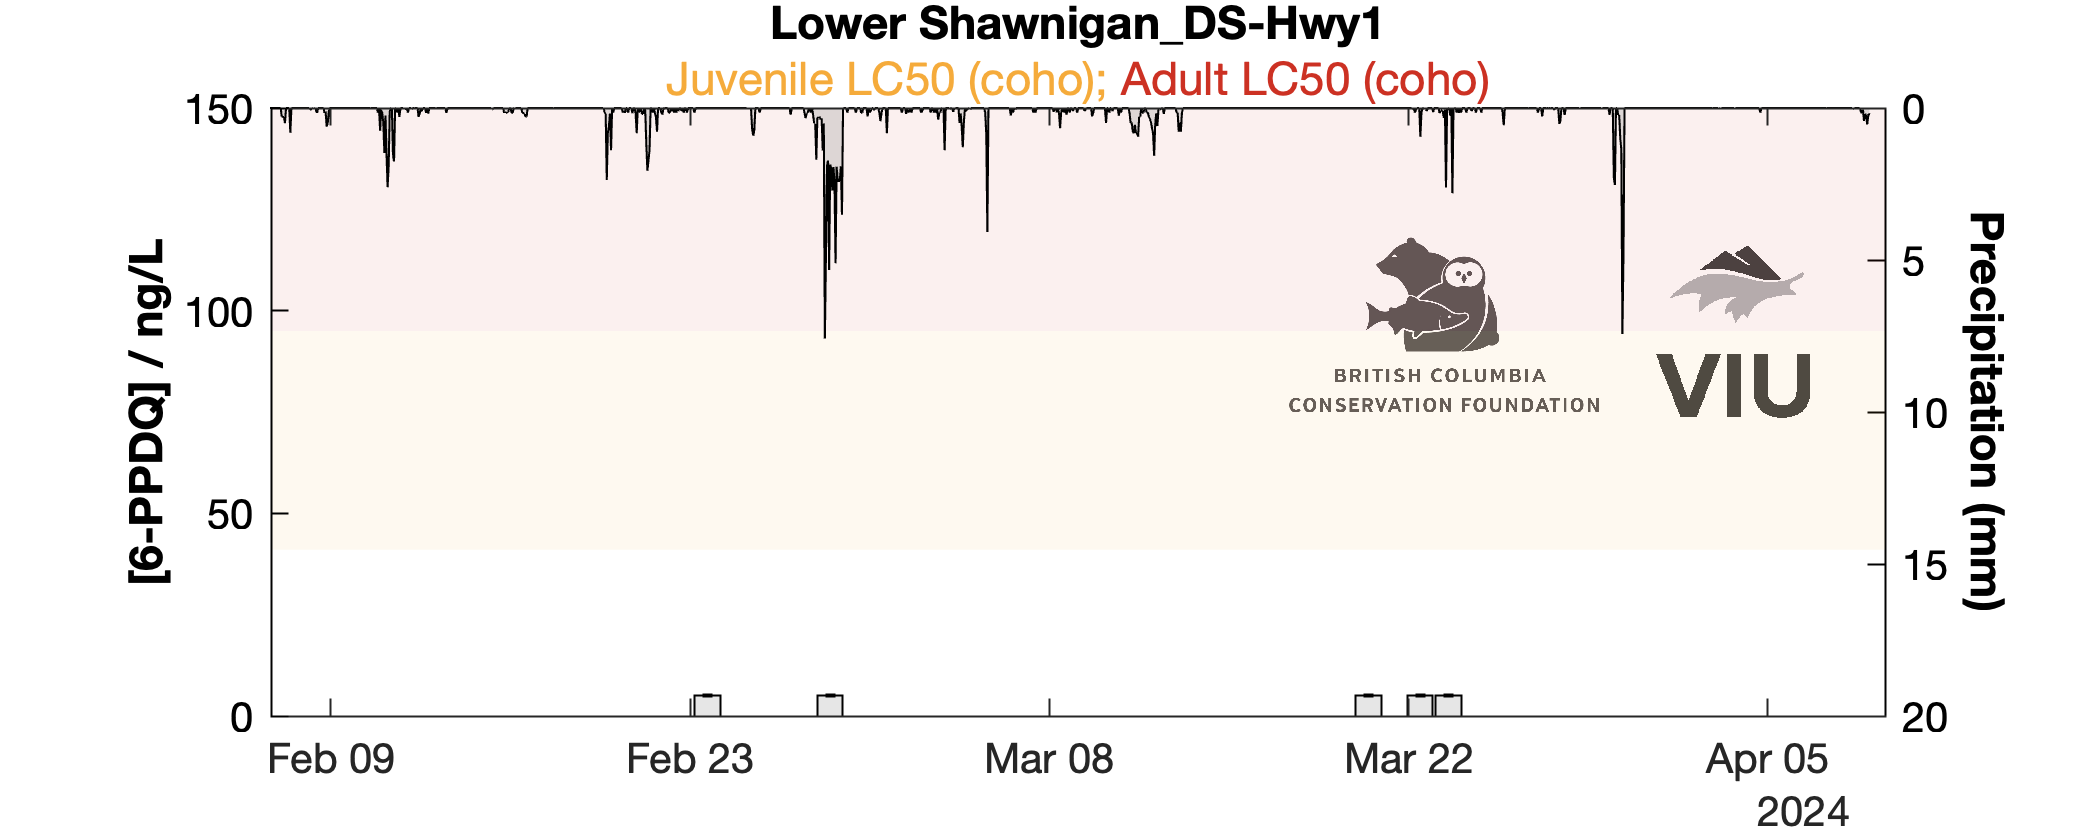 Lower Shawnigan_DS-Hwy1
Juvenile LC50 (coho); Adult LC50 (coho)
150
100
50
0
[6-PPDQ] / ng/L
0
5
10
15
20
Precipitation (mm)
BRITISH COLUMBIA
CONSERVATION FOUNDATION
VIU
Feb 09
Feb 23
Mar 08
Mar 22
Apr 05
2024